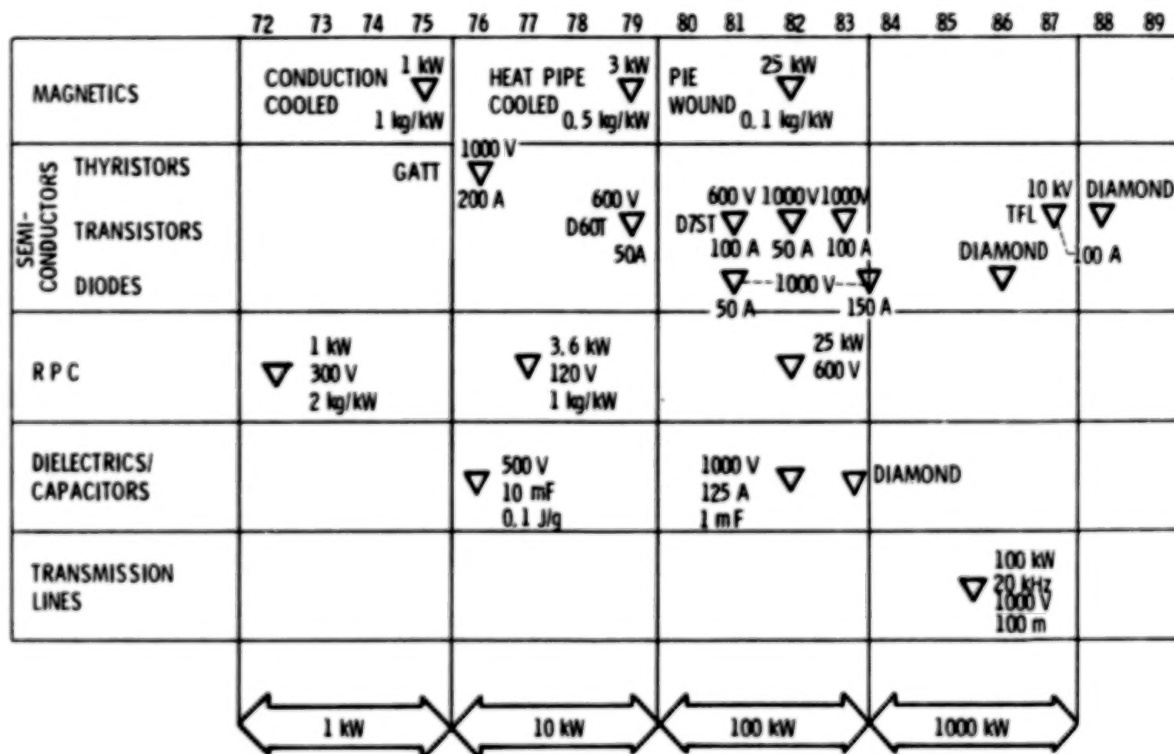 72 73 74 75 76 77 78 79 80 81 82 83 84 85 86 87 88 89
MAGNETICS
CONDUCTION
COOLED
1 kW
1 kg/kW
HEAT PIPE
COOLED
3 kW
0.5 kg/kW
PIE
WOUND
25 kW
0.1 kg/kW
SEMI-
CONDUCTORS
THYRISTORS
GATT
1000 V
200 A
TRANSISTORS
D60T
600 V
50A
D7ST
600 V 1000 V 1000V
100 A 50 A 100 A
TFL
10 kV
100 A
DIAMOND
DIODES
50 A
1000 V
150 A
DIAMOND
R P C
1 kW
300 V
2 kg/kW
3.6 kW
120 V
1 kg/kW
25 kW
600 V
DIELECTRICS/
CAPACITORS
500 V
10 mF
0.1 J/g
1000 V
125 A
1 mF
DIAMOND
TRANSMISSION
LINES
100 kW
20 kHz
1000 V
100 m
1 kW 10 kW 100 kW 1000 kW